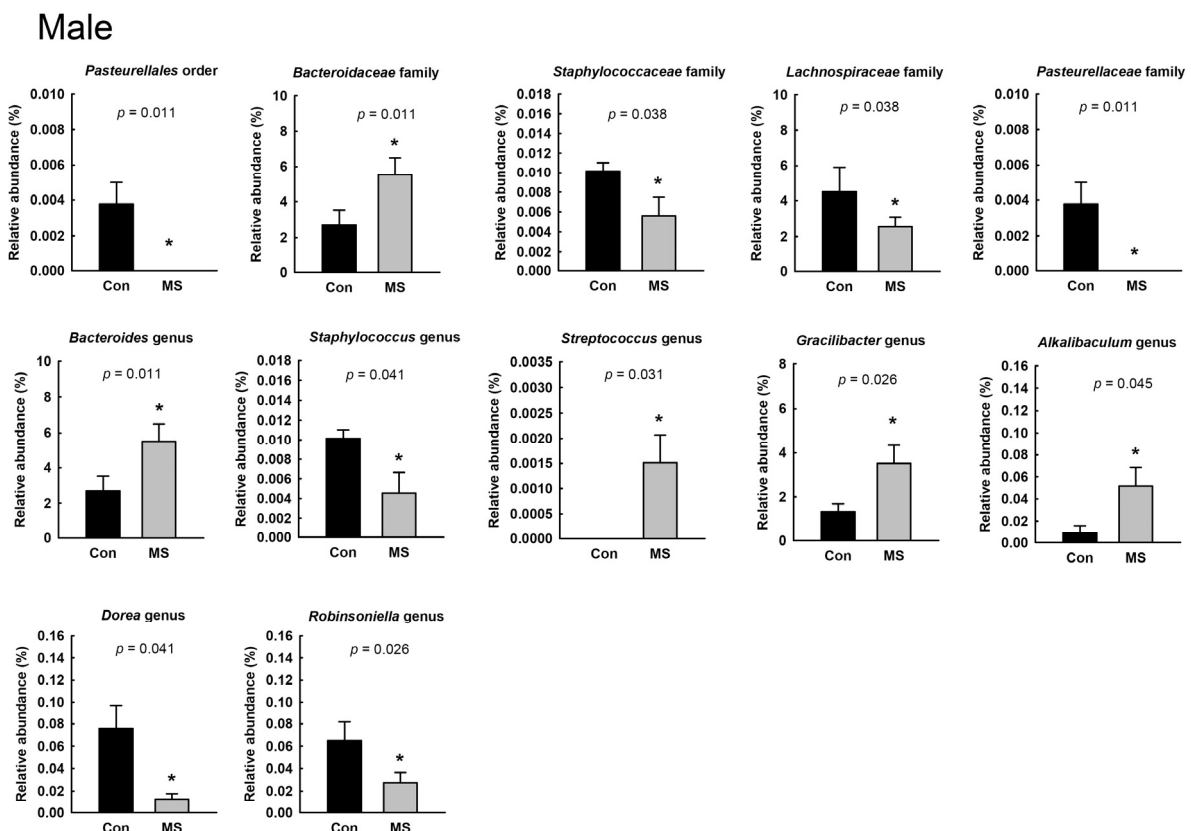 Male
Pasteurellales order
Relative abundance (%)
0.010
0.008
0.006
0.004
0.002
0.000
p = 0.011
*
Con MS
Bacteroidaceae family
Relative abundance (%)
10
8
6
4
2
0
p = 0.011
*
Con MS
Staphylococcaceae family
Relative abundance (%)
0.018
0.016
0.014
0.012
0.010
0.008
0.006
0.004
0.002
0.000
p = 0.038
*
Con MS
Lachnospiraceae family
Relative abundance (%)
10
8
6
4
2
0
p = 0.038
*
Con MS
Pasteurellaceae family
Relative abundance (%)
0.010
0.008
0.006
0.004
0.002
0.000
p = 0.011
*
Con MS
Bacteroides genus
Relative abundance (%)
10
8
6
4
2
0
p = 0.011
*
Con MS
Staphylococcus genus
Relative abundance (%)
0.018
0.016
0.014
0.012
0.010
0.008
0.006
0.004
0.002
0.000
p = 0.041
*
Con MS
Streptococcus genus
Relative abundance (%)
0.0035
0.0030
0.0025
0.0020
0.0015
0.0010
0.0005
0.0000
p = 0.031
*
Con MS
Gracilibacter genus
Relative abundance (%)
8
6
4
2
0
p = 0.026
*
Con MS
Alkalibaculum genus
Relative abundance (%)
0.16
0.14
0.12
0.10
0.08
0.06
0.04
0.02
0.00
p = 0.045
*
Con MS
Dorea genus
Relative abundance (%)
0.16
0.14
0.12
0.10
0.08
0.06
0.04
0.02
0.00
p = 0.041
*
Con MS
Robinsoniella genus
Relative abundance (%)
0.16
0.14
0.12
0.10
0.08
0.06
0.04
0.02
0.00
p = 0.026
*
Con MS